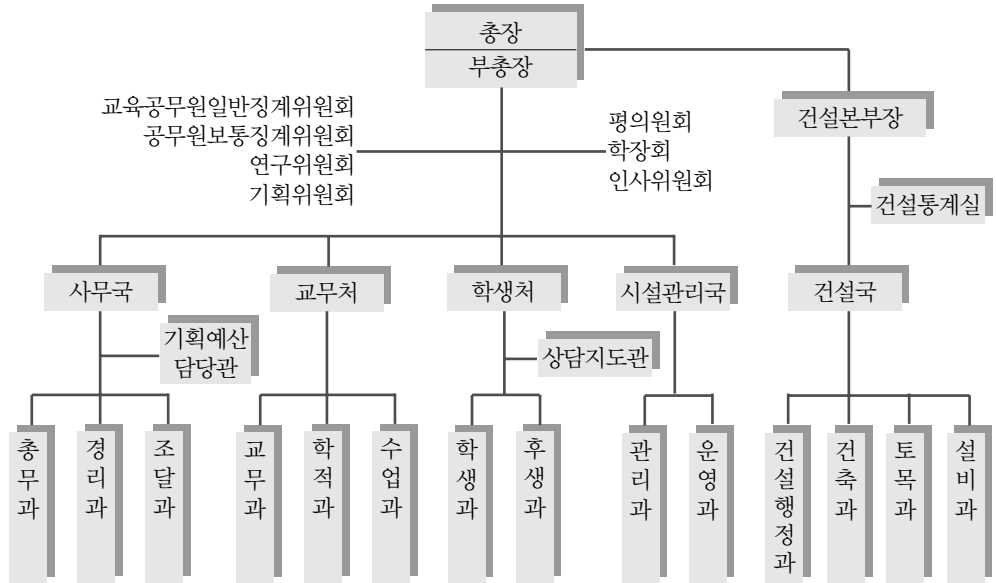 총장
부총장
교육공무원일반징계위원회
공무원보통징계위원회
연구위원회
기획위원회
평의원회
학장회
인사위원회
건설본부장
건설통계실
사무국
교무처
학생처
시설관리국
건설국
기획예산
담당관
상담지도관
총무과
경리과
조달과
교무과
학적과
수업과
학생과
후생과
관리과
운영과
건설행정과
건축과
토목과
설비과